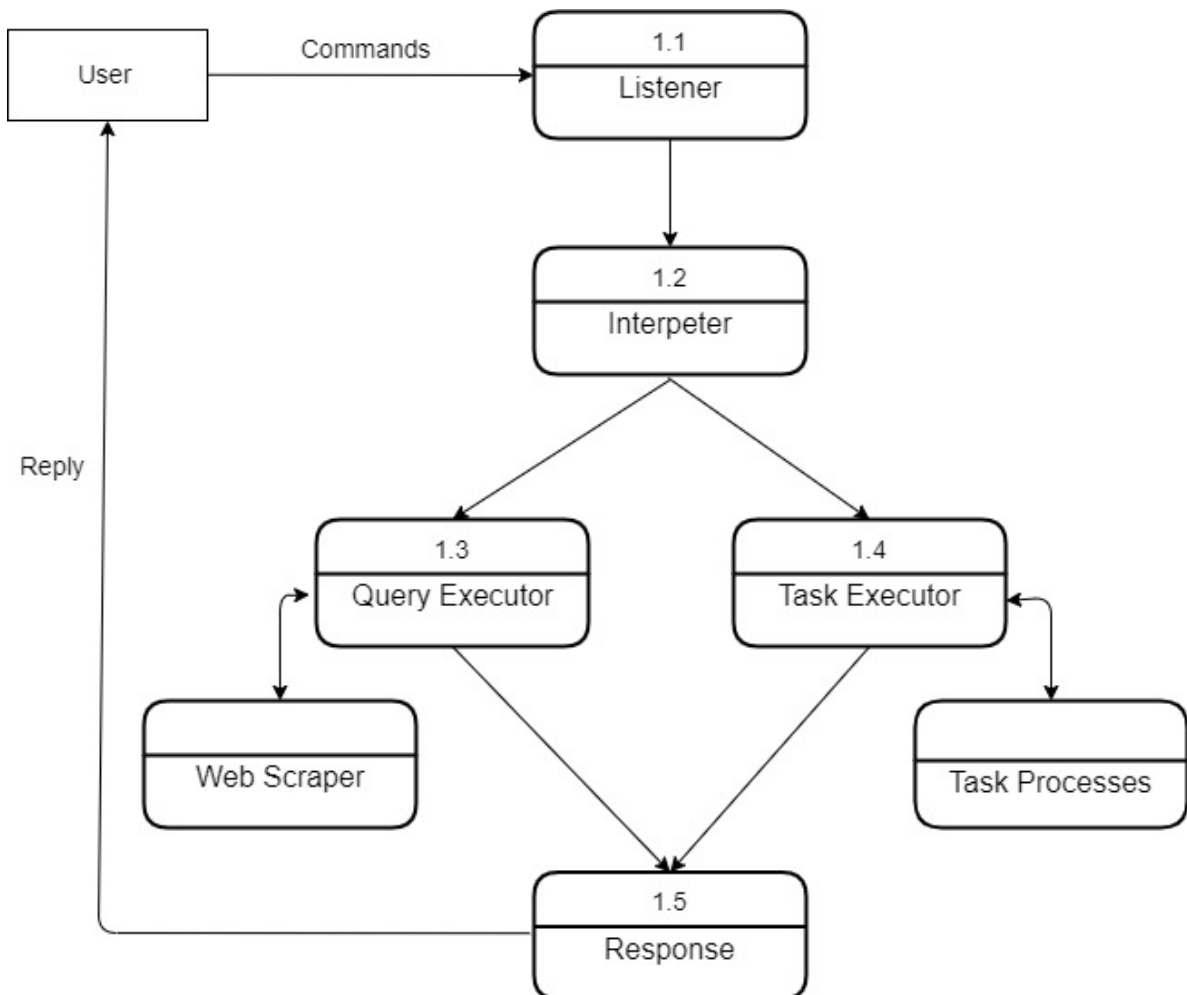 User
Commands
1.1
Listener
1.2
Interpeter
Reply
1.3
Query Executor
1.4
Task Executor
Web Scraper
Task Processes
1.5
Response